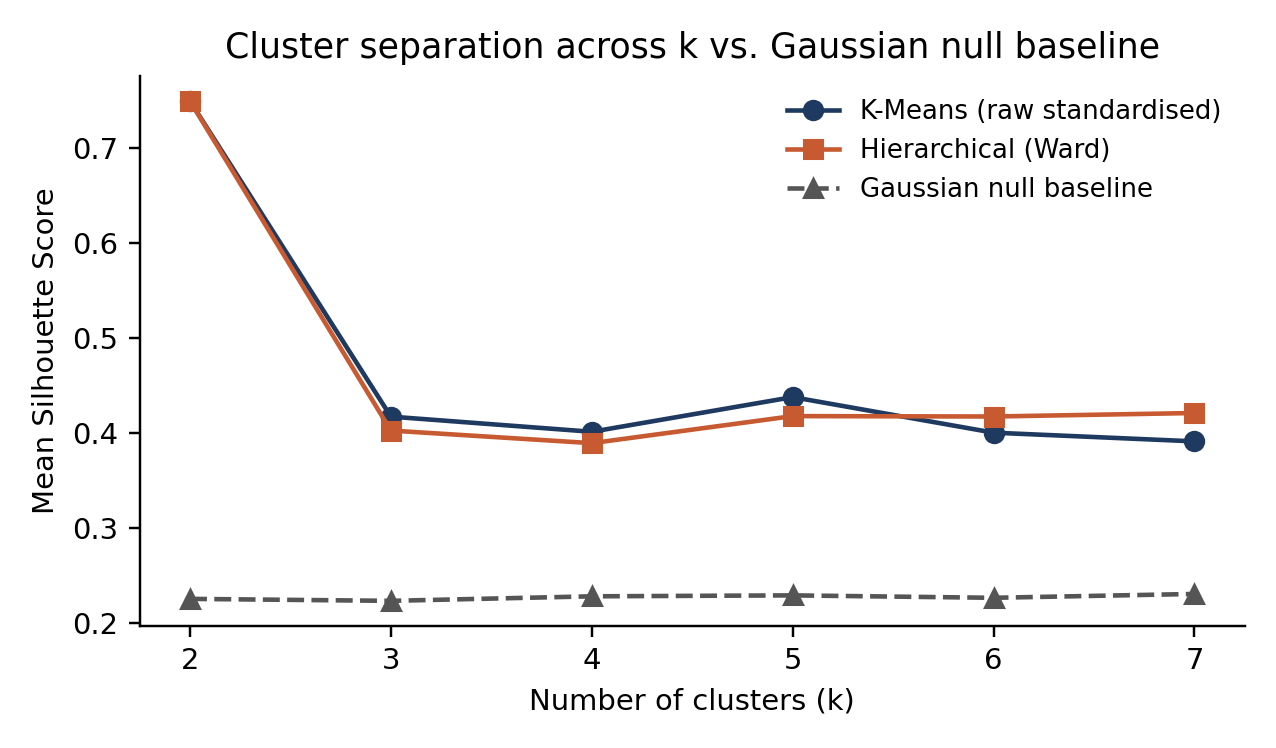 Cluster separation across k vs. Gaussian null baseline
K-Means (raw standardised)
Hierarchical (Ward)
Gaussian null baseline
Mean Silhouette Score
0.7
0.6
0.5
0.4
0.3
0.2
2 3 4 5 6 7
Number of clusters (k)